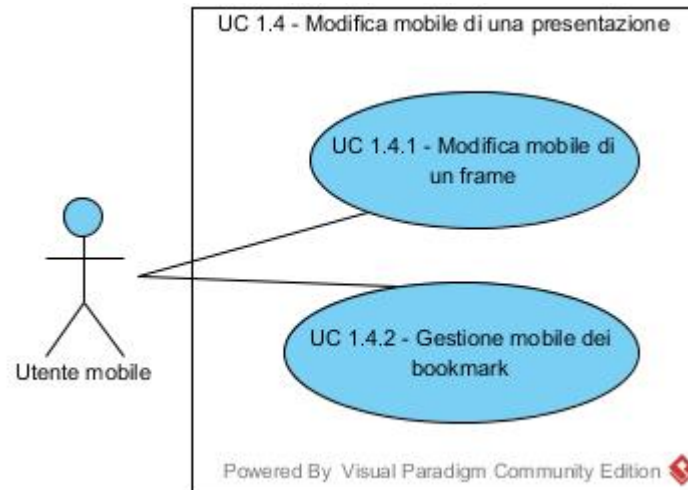 UC 1.4 - Modifica mobile di una presentazione
UC 1.4.1 - Modifica mobile di
un frame
Utente mobile
UC 1.4.2 - Gestione mobile dei
bookmark
Powered By Visual Paradigm Community Edition